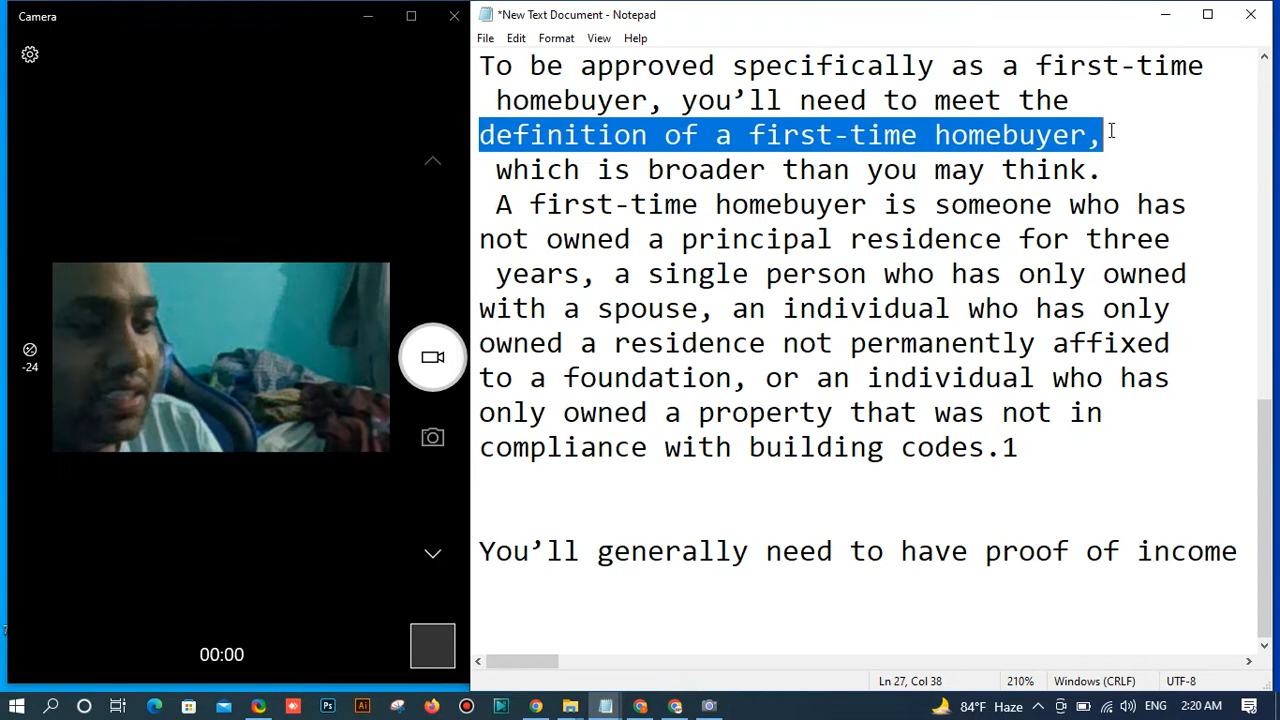 Camera
*New Text Document - Notepad
File Edit Format View Help
To be approved specifically as a first-time
homebuyer, you’ll need to meet the
definition of a first-time homebuyer,
which is broader than you may think.
A first-time homebuyer is someone who has
not owned a principal residence for three
years, a single person who has only owned
with a spouse, an individual who has only
owned a residence not permanently affixed
to a foundation, or an individual who has
only owned a property that was not in
compliance with building codes.1
You’ll generally need to have proof of income
-24
00:00
Ln 27, Col 38 210% Windows (CRLF) UTF-8
Ps Ai 84°F Haze ENG 2:20 AM